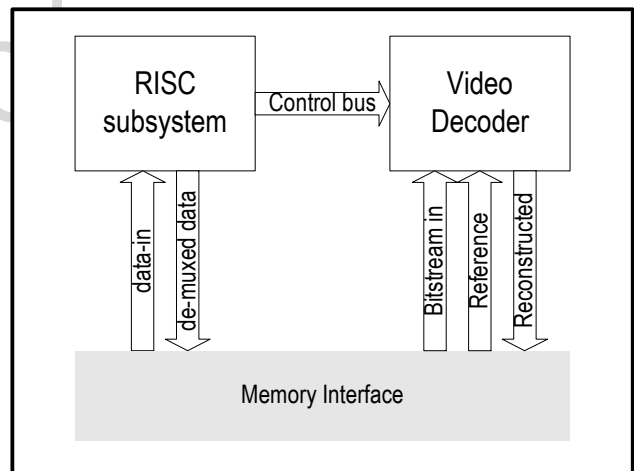 RISC
subsystem
Control bus
Video
Decoder
data-in
de-muxed data
Bitstream in
Reference
Reconstructed
Memory Interface